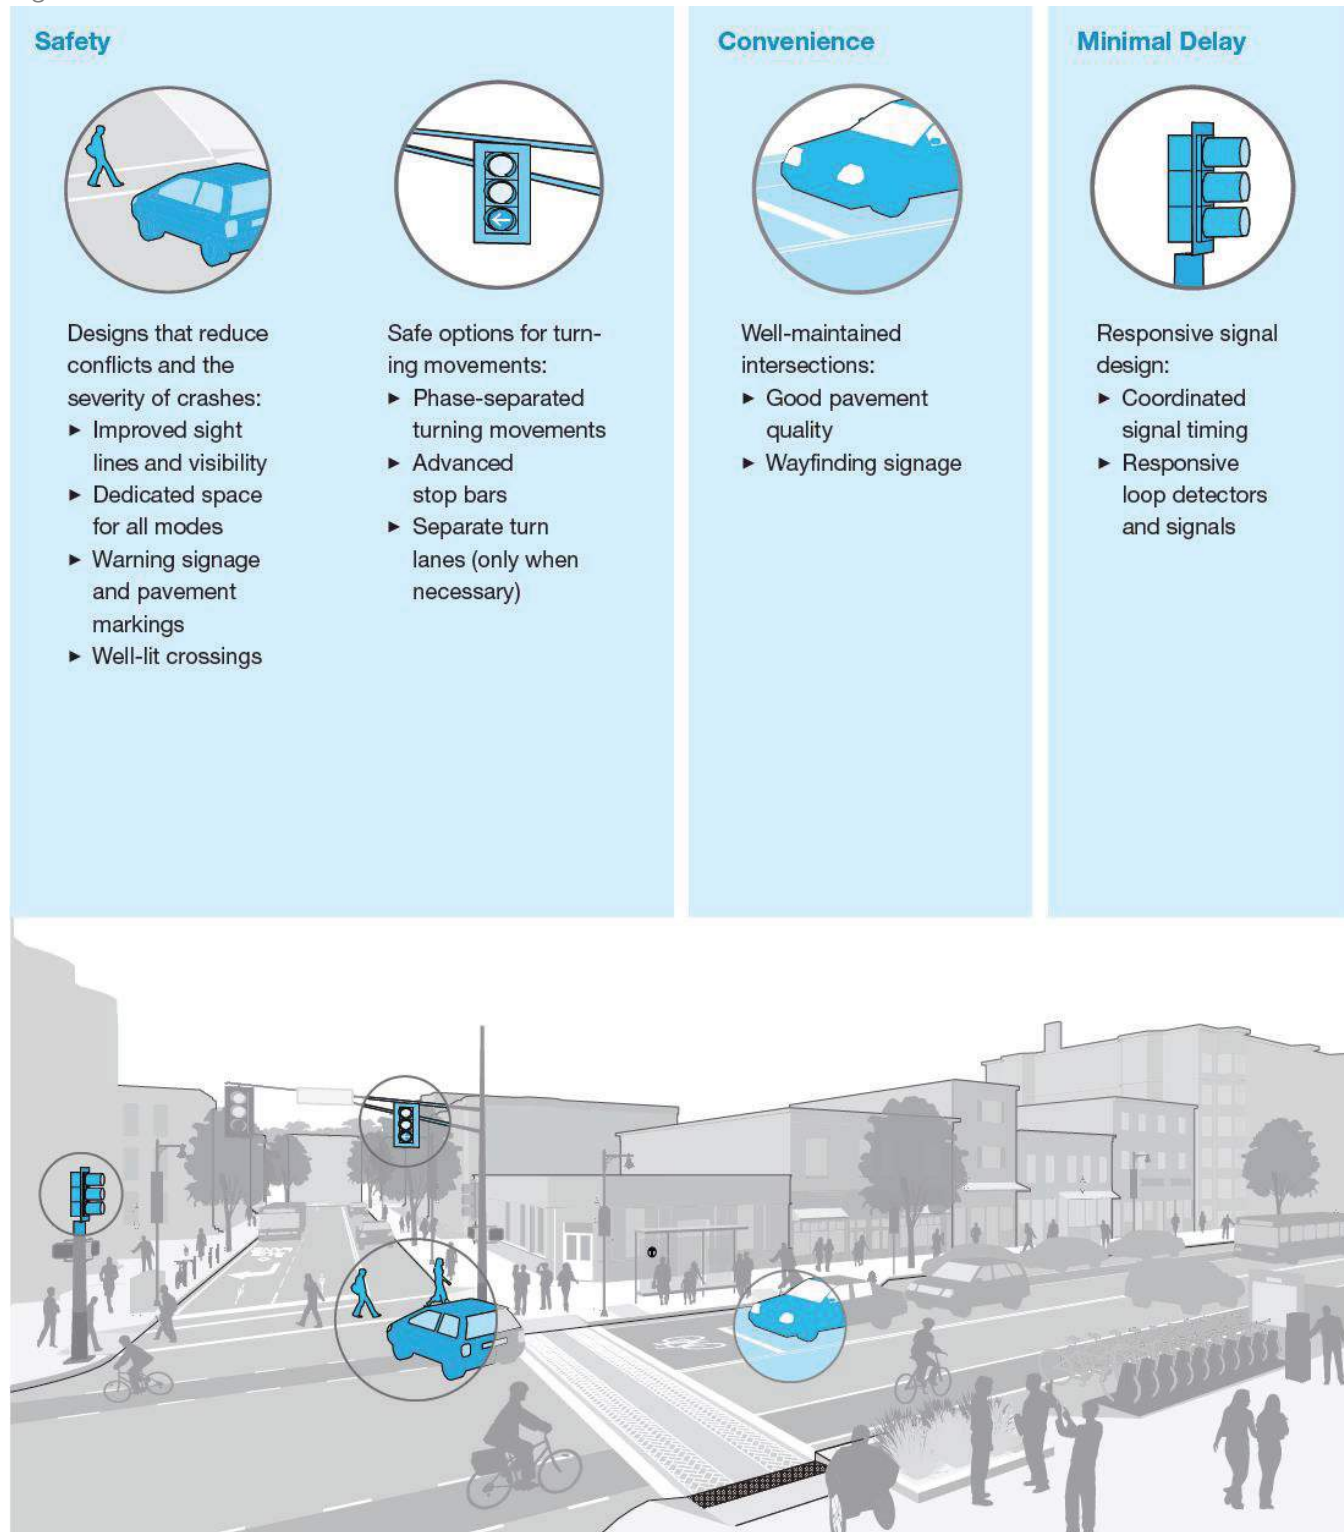 Safety
Designs that reduce
conflicts and the
severity of crashes:
► Improved sight
lines and visibility
► Dedicated space
for all modes
► Warning signage
and pavement
markings
► Well-lit crossings
Safe options for turn-
ing movements:
► Phase-separated
turning movements
► Advanced
stop bars
► Separate turn
lanes (only when
necessary)
Convenience
Well-maintained
intersections:
► Good pavement
quality
► Wayfinding signage
Minimal Delay
Responsive signal
design:
► Coordinated
signal timing
► Responsive
loop detectors
and signals